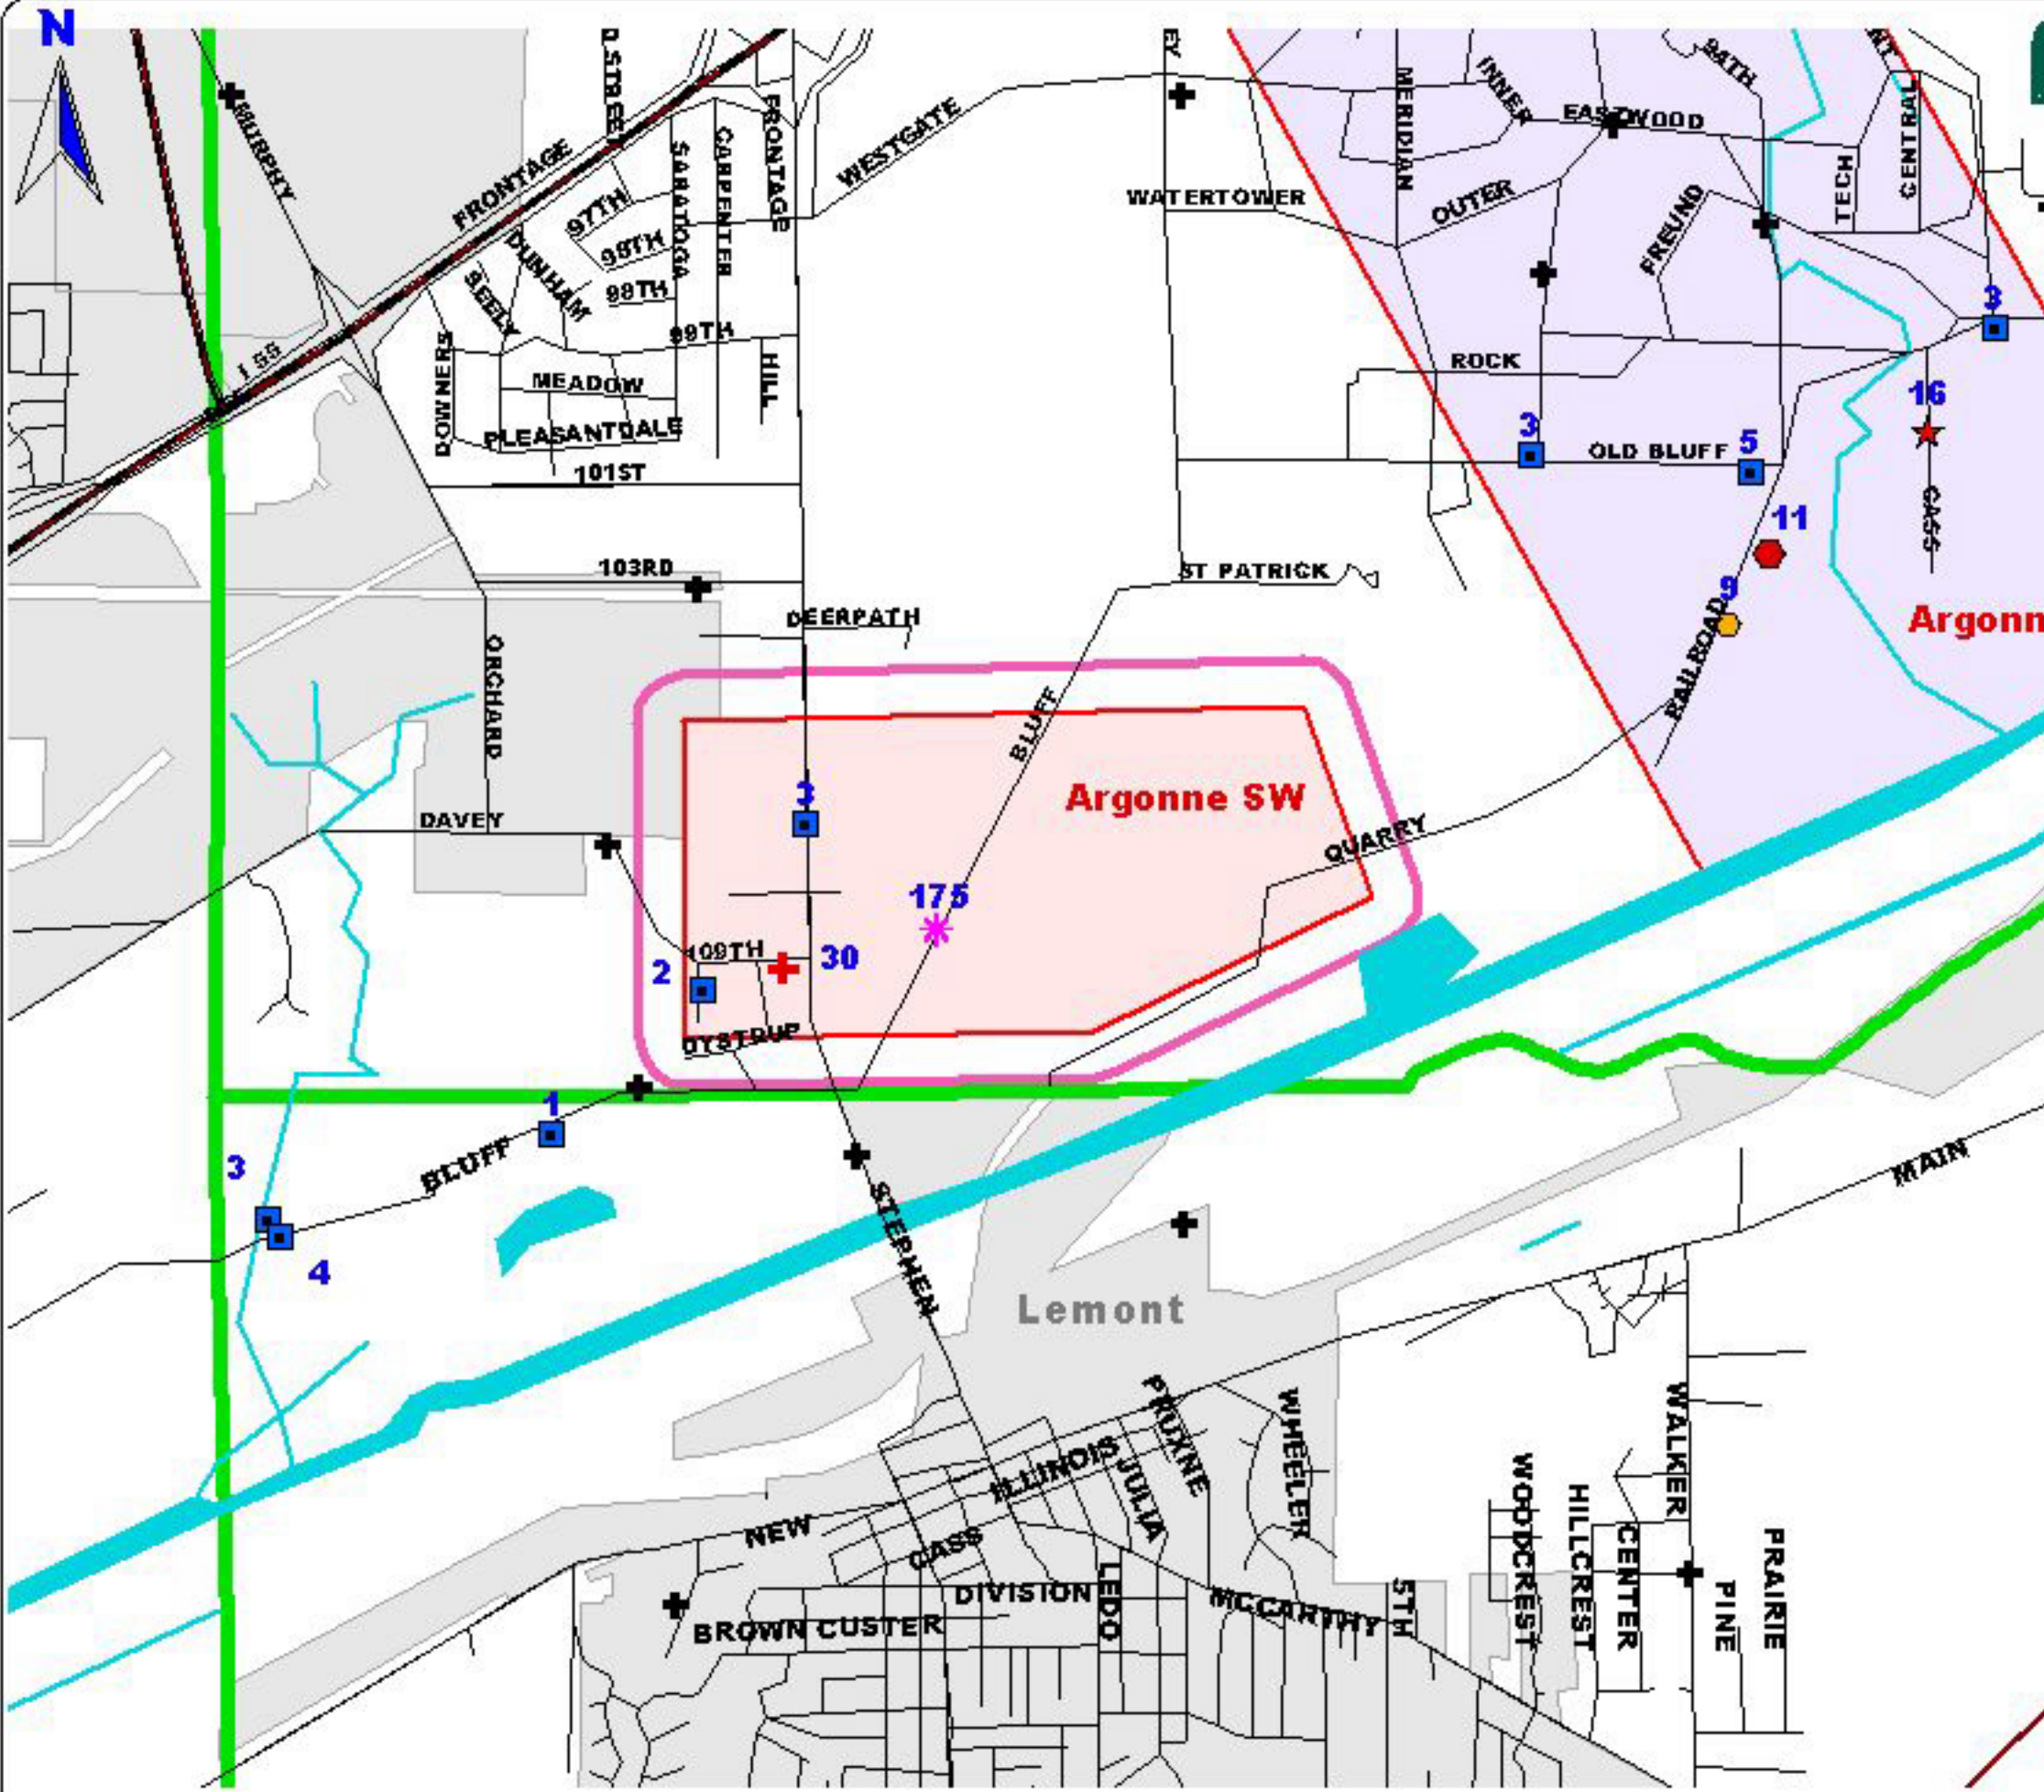 N
MURPHY
FRONTAGE
I 55
97TH
98TH
98TH
99TH
DUNHAM
SEELY
SARATOGA
CARPENTER
FRONTAGE
WESTGATE
EY
WATERTOWER
MERIDIAN
INNER
94TH
EASTWOOD
OUTER
FREUND
TECH
CENTRAL
3
DOWNERS
MEADOW
HILL
PLEASANTDALE
101ST
ROCK
16
3
OLD BLUFF
5
CASS
11
103RD
ST PATRICK
9
DEERPATH
RAILROAD
Argonn
ORCHARD
BLUFF
3
Argonne SW
DAVEY
QUARRY
175
109TH
30
2
OYSTRUP
1
BLUFF
3
4
STEPHEN
MAIN
Lemont
PRUXNE
WHEELER
WALKER
ILLINOIS
JULIA
NEW
CASS
WOODCREST
HILLCREST
CENTER
PRAIRIE
PINE
DIVISION
LEDO
MCCARTHY
5TH
BROWN CUSTER